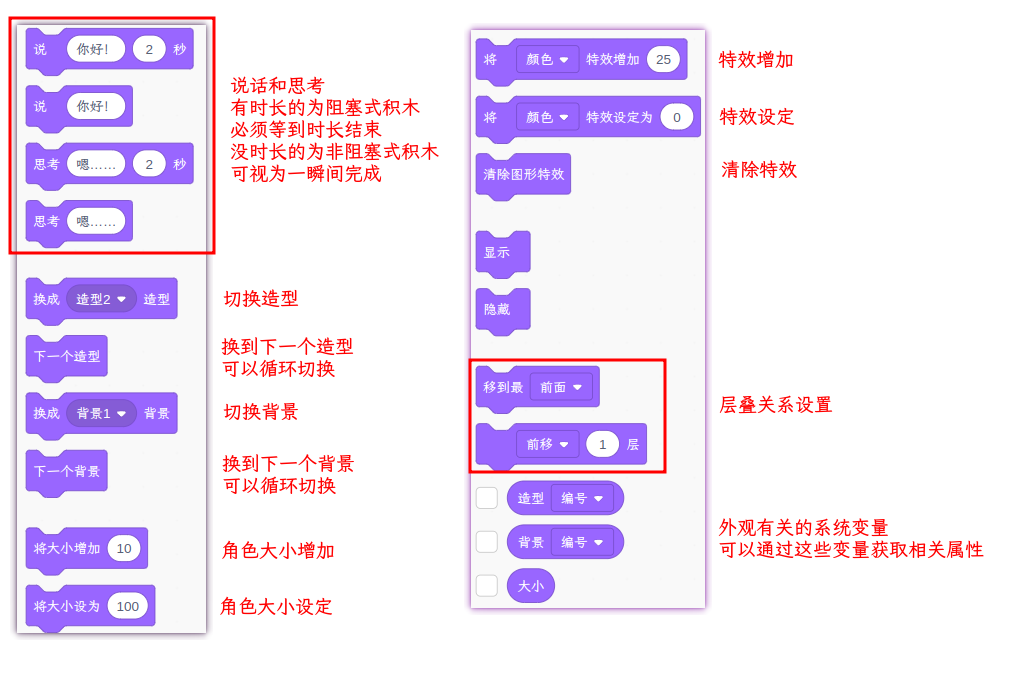 说 你好! 2 秒
说 你好!
思考 嗯…… 2 秒
思考 嗯……
说话和思考
有时长的为阻塞式积木
必须等到时长结束
没时长的为非阻塞式积木
可视为一瞬间完成
换成 造型2 造型
切换造型
下一个造型
换到下一个造型
可以循环切换
换成 背景1 背景
切换背景
下一个背景
换到下一个背景
可以循环切换
将大小增加 10
角色大小增加
将大小设为 100
角色大小设定
将 颜色 特效增加 25
特效增加
将 颜色 特效设定为 0
特效设定
清除图形特效
清除特效
显示
隐藏
移到最 前面
前移 1 层
层叠关系设置
造型 编号
背景 编号
大小
外观有关的系统变量
可以通过这些变量获取相关属性